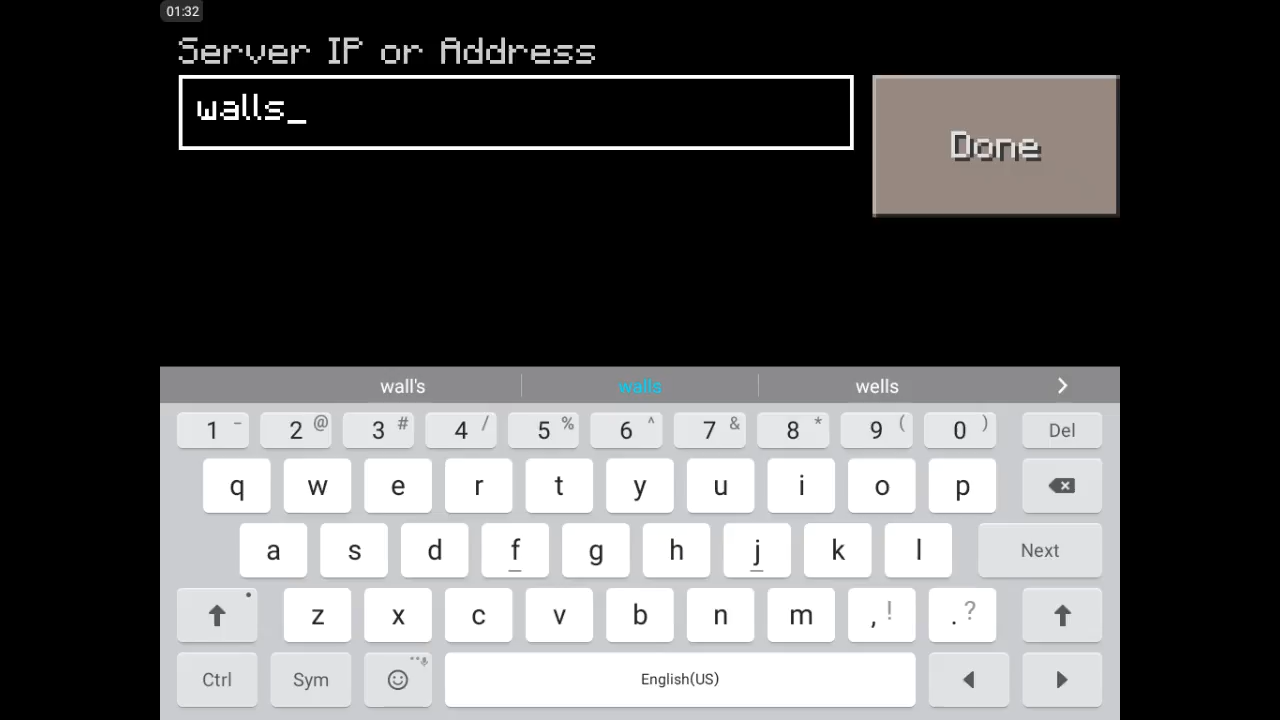 01:32
Server IP or Address
walls_
Done
wall's walls wells >
1 - 2 @ 3 # 4 / 5 % 6 ^ 7 & 8 * 9 ( 0 ) Del
q w e r t y u i o p
a s d f g h j k l Next
z x c v b n m , ! . ?
Ctrl Sym English(US)